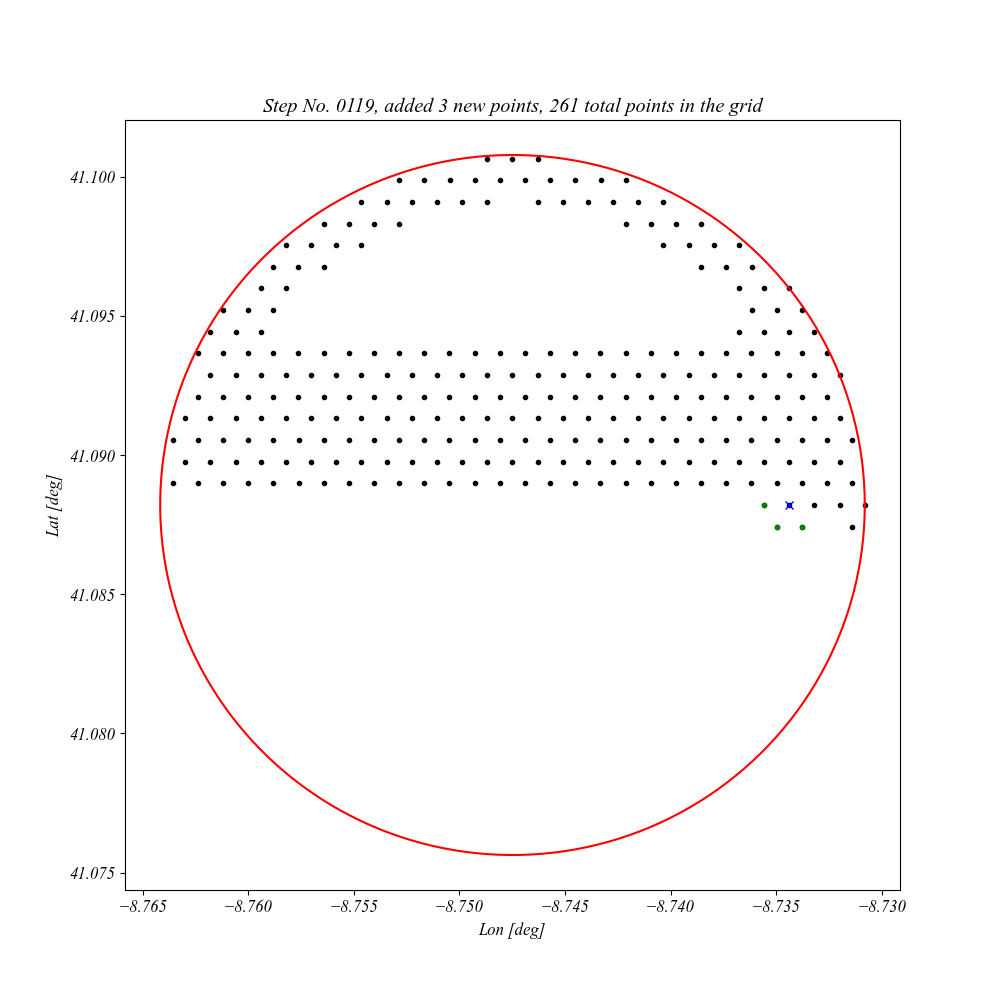 Step No. 0119, added 3 new points, 261 total points in the grid
41.100
41.095
41.090
41.085
41.080
41.075
Lat [deg]
−8.765 −8.760 −8.755 −8.750 −8.745 −8.740 −8.735 −8.730
Lon [deg]